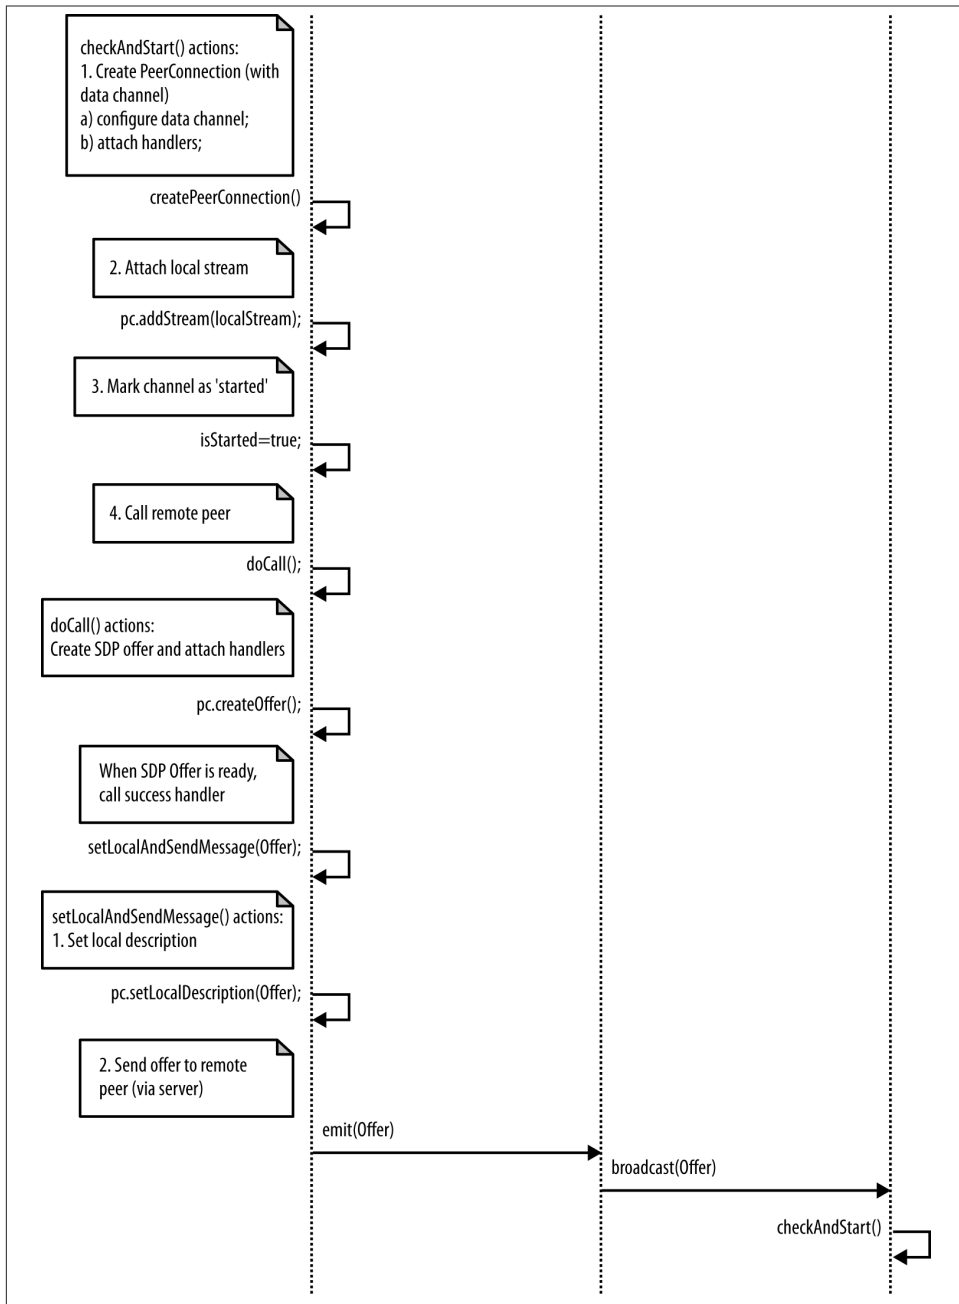 checkAndStart() actions:
1. Create PeerConnection (with
data channel)
a) configure data channel;
b) attach handlers;
createPeerConnection()
2. Attach local stream
pc.addStream(localStream);
3. Mark channel as 'started'
isStarted=true;
4. Call remote peer
doCall();
doCall() actions:
Create SDP offer and attach handlers
pc.createOffer();
When SDP Offer is ready,
call success handler
setLocalAndSendMessage(Offer);
setLocalAndSendMessage() actions:
1. Set local description
pc.setLocalDescription(Offer);
2. Send offer to remote
peer (via server)
emit(Offer)
broadcast(Offer)
checkAndStart()